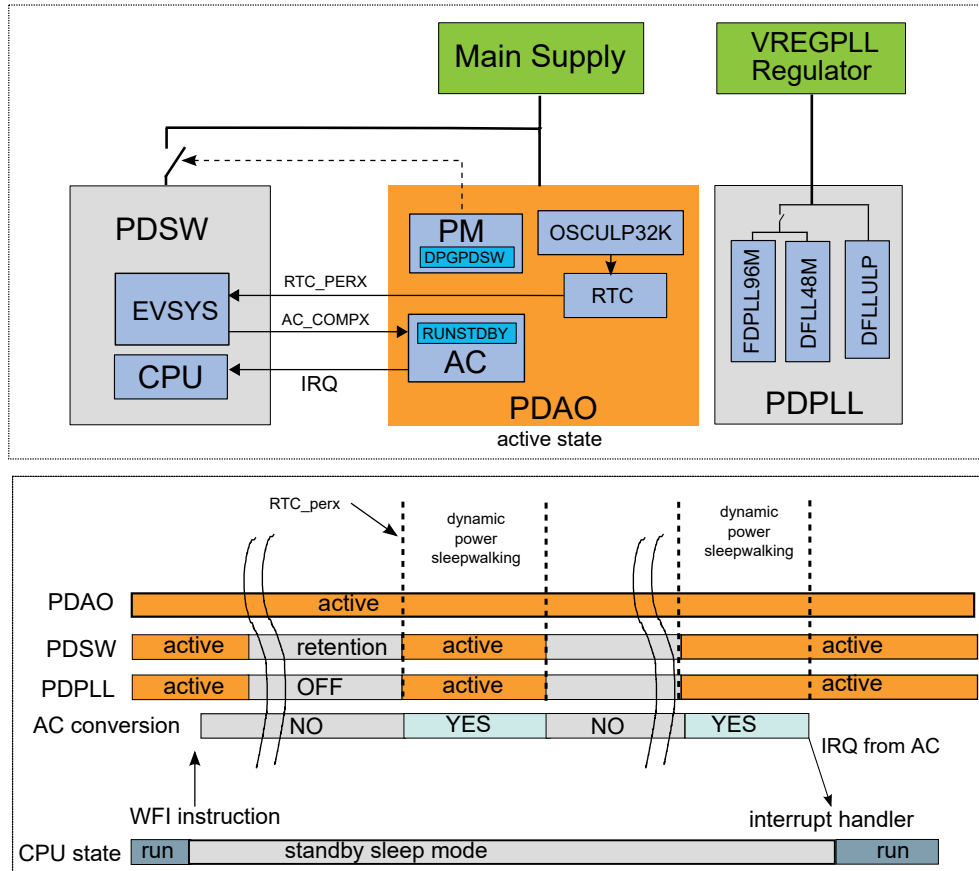 Main Supply
VREGPLL
Regulator
PDSW
PM
DPGPDSW
OSCULP32K
RTC_PERX
RTC
EVSYS
AC_COMPX
RUNSTDBY
AC
CPU
IRQ
PDAO
active state
FDPLL96M
DFLL48M
DFLLULP
PDPLL
RTC_perx
dynamic
power
sleepwalking
dynamic
power
sleepwalking
PDAO
active
PDSW
active
retention
active
active
PDPLL
active
OFF
active
active
AC conversion
NO
YES
NO
YES
IRQ from AC
WFI instruction
interrupt handler
CPU state
run
standby sleep mode
run